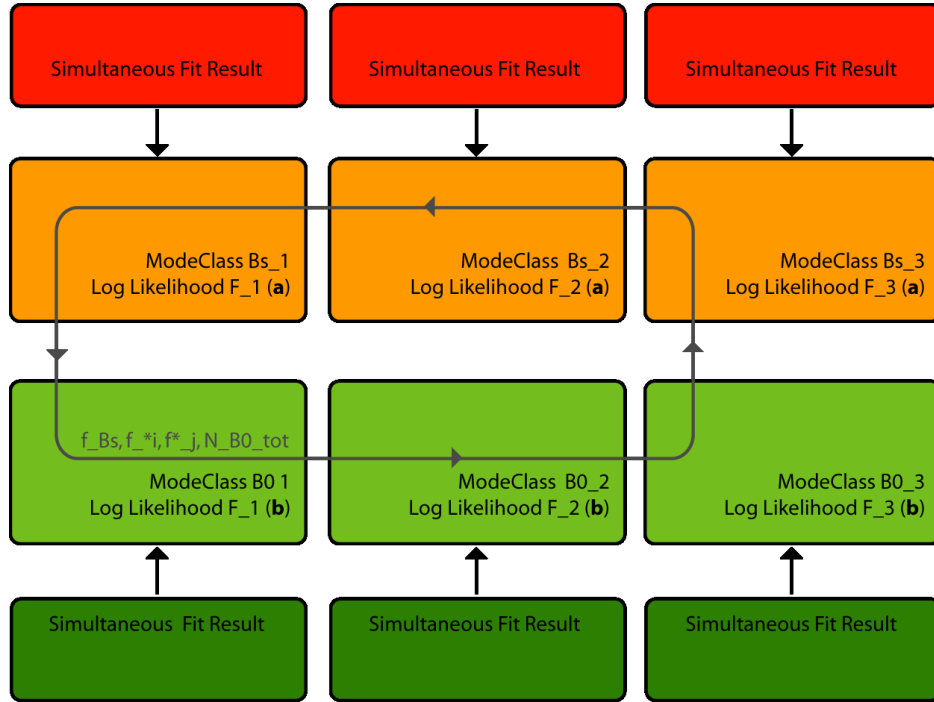 Simultaneous Fit Result
Simultaneous Fit Result
Simultaneous Fit Result
ModeClass Bs_1
Log Likelihood F_1 (a)
ModeClass Bs_2
Log Likelihood F_2 (a)
ModeClass Bs_3
Log Likelihood F_3 (a)
f_Bs, f_*i, f*_j, N_B0_tot
ModeClass B0 1
Log Likelihood F_1 (b)
ModeClass B0_2
Log Likelihood F_2 (b)
ModeClass B0_3
Log Likelihood F_3 (b)
Simultaneous Fit Result
Simultaneous Fit Result
Simultaneous Fit Result